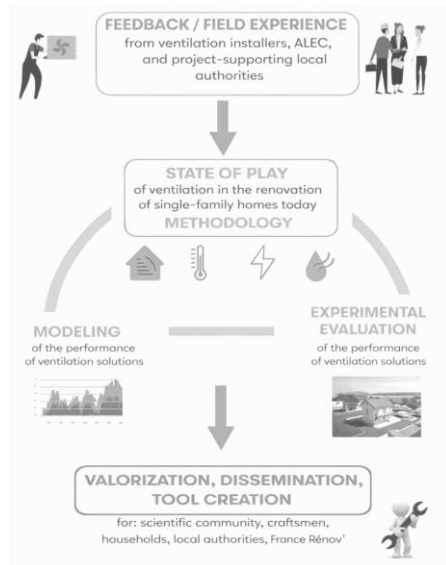 FEEDBACK / FIELD EXPERIENCE
from ventilation installers, ALEC,
and project-supporting local
authorities
STATE OF PLAY
of ventilation in the renovation
of single-family homes today
METHODOLOGY
MODELING
of the performance
of ventilation solutions
EXPERIMENTAL
EVALUATION
of the performance
of ventilation solutions
VALORIZATION, DISSEMINATION,
TOOL CREATION
for: scientific community, craftsmen,
households, local authorities, France Rénov'